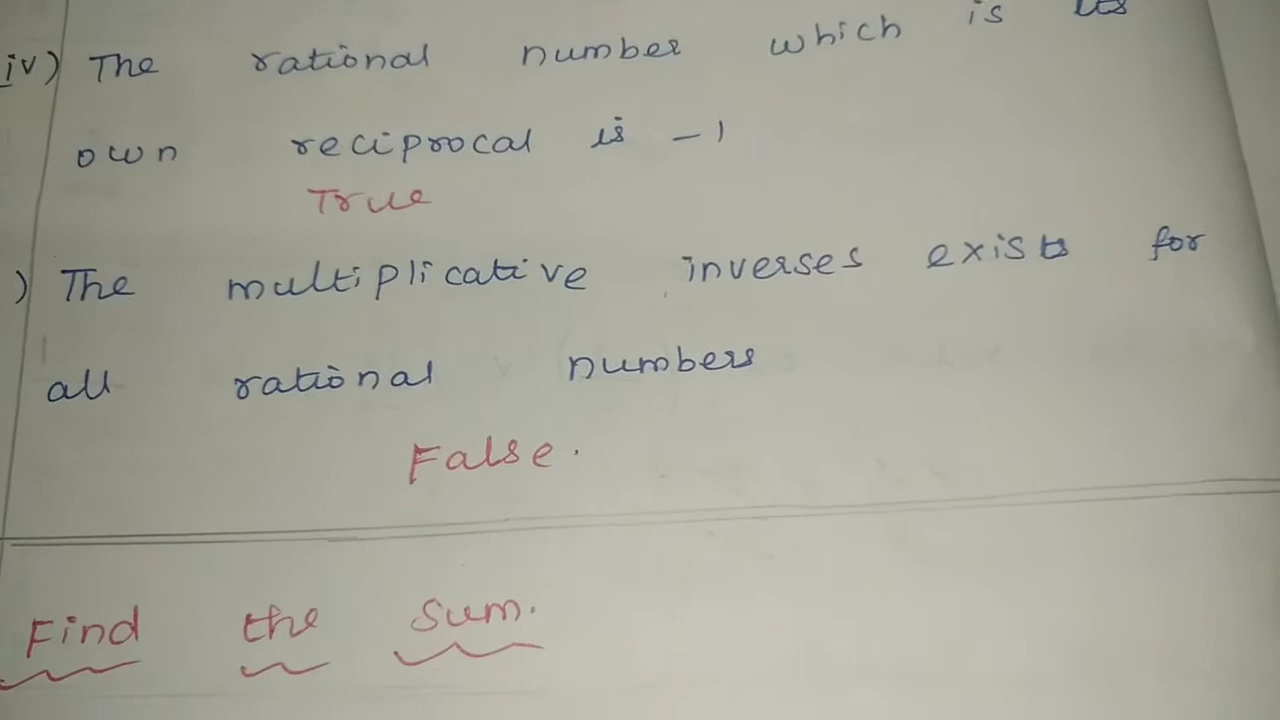 iv) The rational number which is its
own reciprocal is -1
True
) The multiplicative inverses exists for
all rational numbers
False.
Find the Sum.